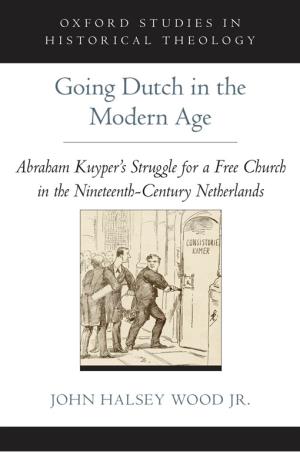 OXFORD STUDIES IN
HISTORICAL THEOLOGY
Going Dutch in the
Modern Age
Abraham Kuyper's Struggle for a Free Church
in the Nineteenth-Century Netherlands
CONSISTORIE
KAMER
JOHN HALSEY WOOD JR.